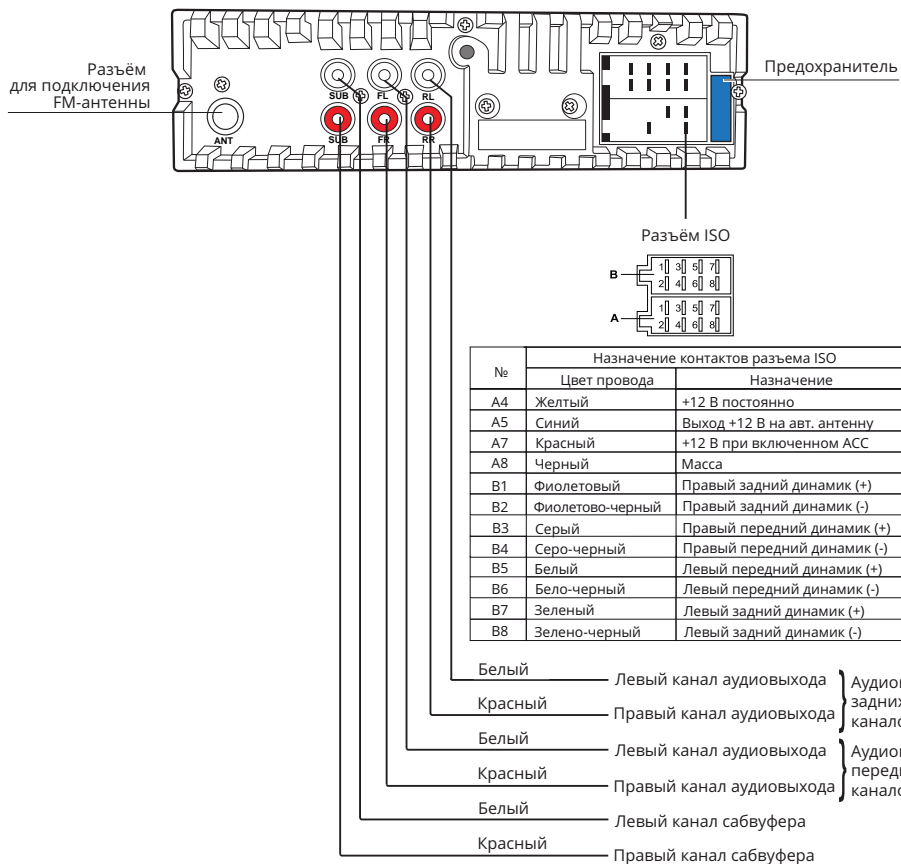 Разъём
для подключения
FM-антенны
Предохранитель
SUB FL RL
SUB FR RR
ANT
Разъём ISO
B
1 3 5 7
2 4 6 8
A
1 3 5 7
2 4 6 8
№ Назначение контактов разъема ISO
Цвет провода Назначение
A4 Желтый +12 В постоянно
A5 Синий Выход +12 В на авт. антенну
A7 Красный +12 В при включенном ACC
A8 Черный Масса
B1 Фиолетовый Правый задний динамик (+)
B2 Фиолетово-черный Правый задний динамик (-)
B3 Серый Правый передний динамик (+)
B4 Серо-черный Правый передний динамик (-)
B5 Белый Левый передний динамик (+)
B6 Бело-черный Левый передний динамик (-)
B7 Зеленый Левый задний динамик (+)
B8 Зелено-черный Левый задний динамик (-)
Белый Левый канал аудиовыхода
Красный Правый канал аудиовыхода
задних
Белый Левый канал аудиовыхода
Красный Правый канал аудиовыхода
Белый Левый канал сабвуфера
Красный Правый канал сабвуфера